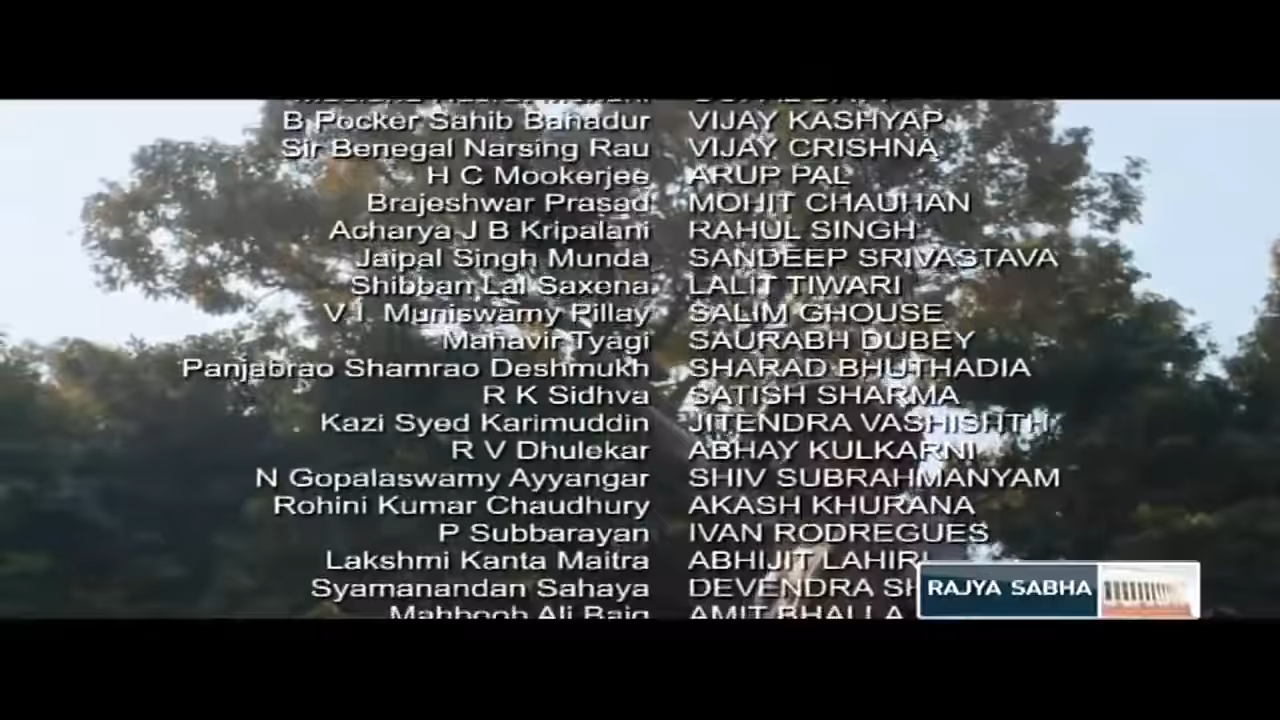 B Pocker Sahib Bahadur VIJAY KASHYAP
Sir Benegal Narsing Rau VIJAY CRISHNA
H C Mookerjee ARUP PAL
Brajeshwar Prasad MOHIT CHAUHAN
Acharya J B Kripalani RAHUL SINGH
Jaipal Singh Munda SANDEEP SRIVASTAVA
Shibban Lal Saxena LALIT TIWARI
V.I. Muniswamy Pillay SALIM GHOUSE
Mahavir Tyagi SAURABH DUBEY
Panjabrao Shamrao Deshmukh SHARAD BHUTHADIA
R K Sidhva SATISH SHARMA
Kazi Syed Karimuddin JITENDRA VASHISHTH
R V Dhulekar ABHAY KULKARNI
N Gopalaswamy Ayyangar SHIV SUBRAHMANYAM
Rohini Kumar Chaudhury AKASH KHURANA
P Subbarayan IVAN RODREGUES
Lakshmi Kanta Maitra ABHIJIT LAHIRI
Syamanandan Sahaya DEVENDRA
Mahboob Ali Baig AMIT BHALLA
RAJYA SABHA